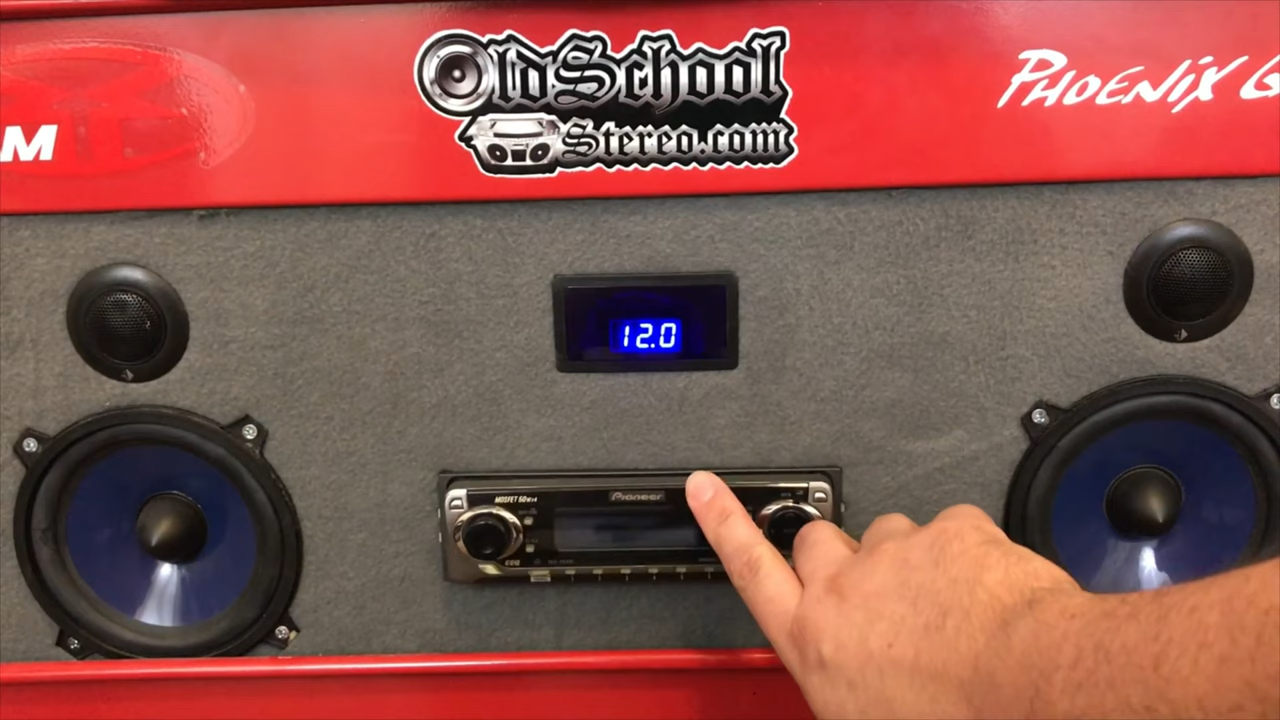 OldSchool
Stereo.com
PHOENIX G
M
12.0
MOSFET 50Wx4
Pioneer